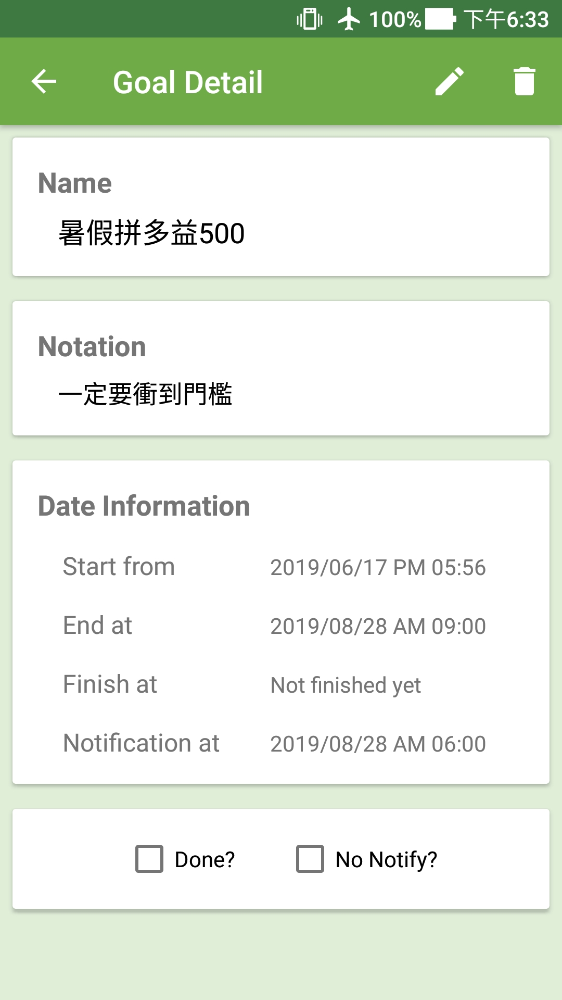 100% 下午6:33
Goal Detail
Name
暑假拼多益500
Notation
一定要衝到門檻
Date Information
Start from 2019/06/17 PM 05:56
End at 2019/08/28 AM 09:00
Finish at Not finished yet
Notification at 2019/08/28 AM 06:00
Done? No Notify?